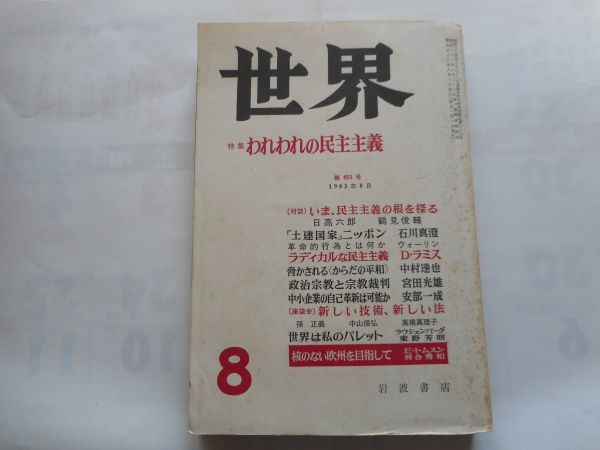 世界
特集 われわれの民主主義
第453号
1983年8月
〔対談〕いま、民主主義の根を探る
日高六郎 鶴見俊輔
「土建国家」ニッポン 石川真澄
革命的行為とは何か ウォーリン
ラディカルな民主主義 D・ラミス
脅かされる〈からだの平和〉 中村達也
政治宗教と宗教裁判 宮田光雄
中小企業の自己革新は可能か 安部一成
〔座談会〕新しい技術、新しい法
孫正義 中山信弘 高橋真理子
世界は私のパレット ラウシェンバーグ 東野芳明
核のない欧州を目指して E・トムスン 河合秀和
8
岩波書店